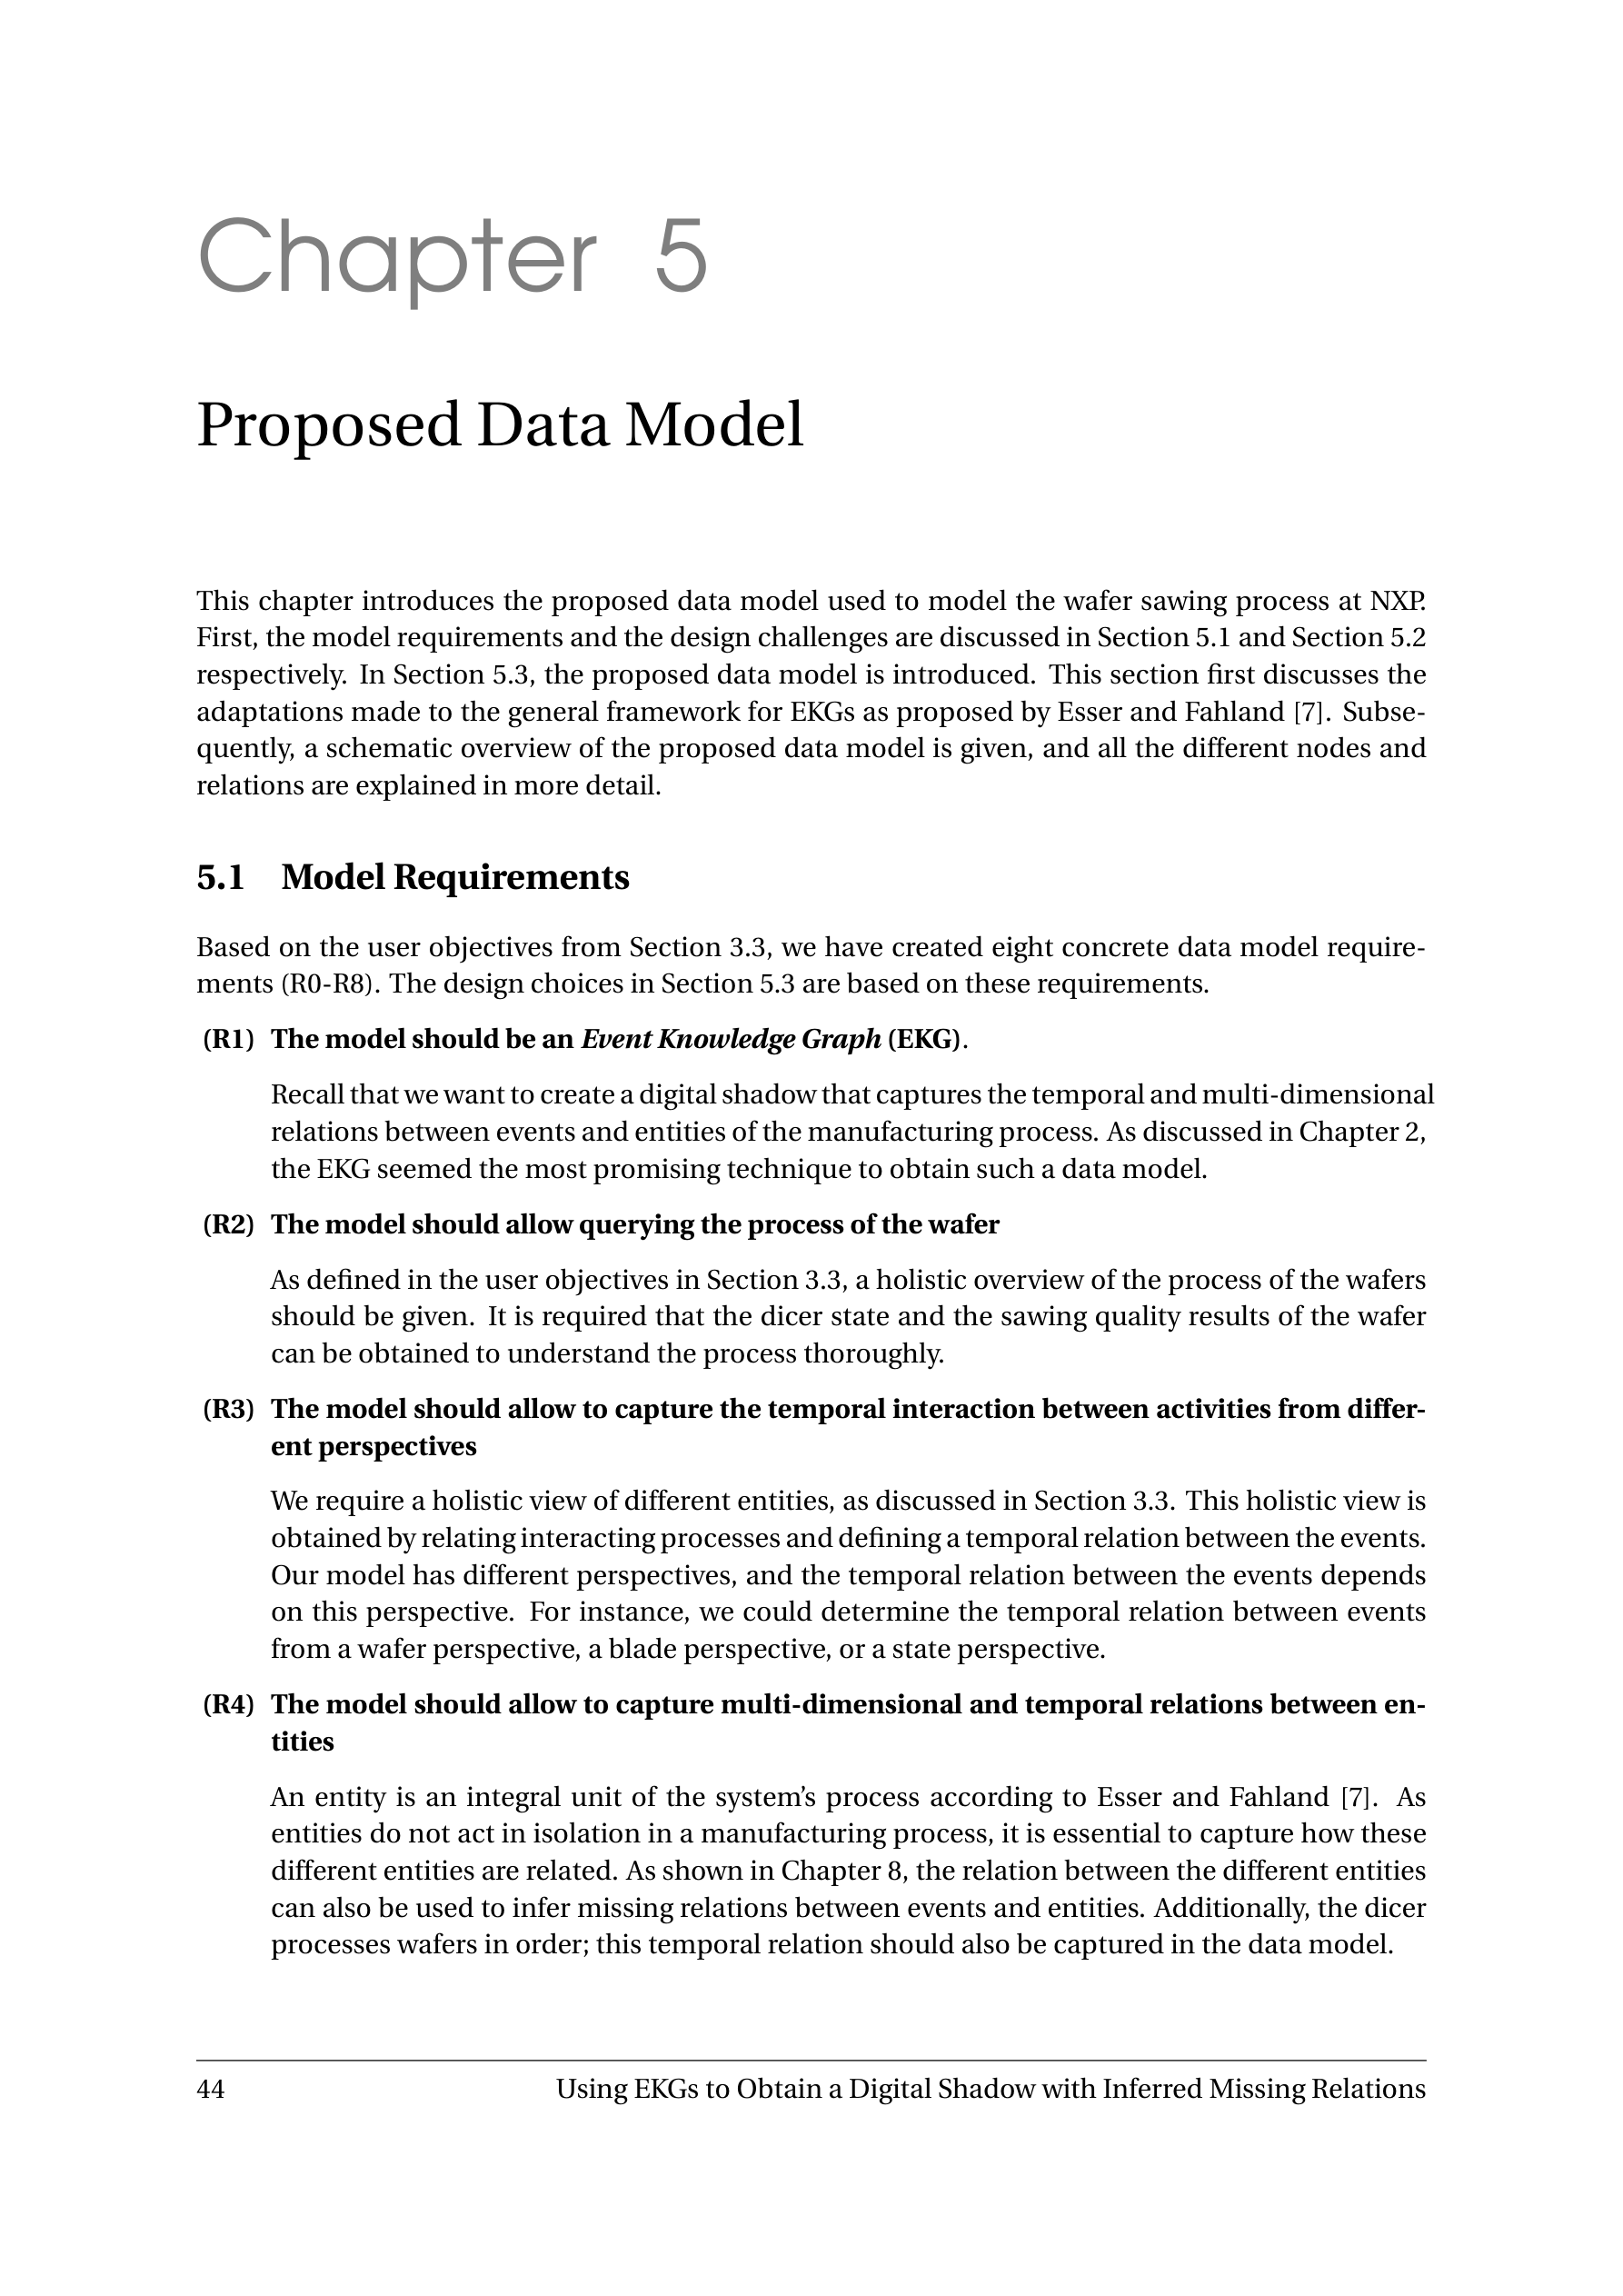 Chapter 5
Proposed Data Model
This chapter introduces the proposed data model used to model the wafer sawing process at NXP.
First, the model requirements and the design challenges are discussed in Section 5.1 and Section 5.2
respectively. In Section 5.3, the proposed data model is introduced. This section first discusses the
adaptations made to the general framework for EKGs as proposed by Esser and Fahland [7]. Subse-
quently, a schematic overview of the proposed data model is given, and all the different nodes and
relations are explained in more detail.
5.1 Model Requirements
Based on the user objectives from Section 3.3, we have created eight concrete data model require-
ments (R0-R8). The design choices in Section 5.3 are based on these requirements.
(R1) The model should be an Event Knowledge Graph (EKG).
Recall that we want to create a digital shadow that captures the temporal and multi-dimensional
relations between events and entities of the manufacturing process. As discussed in Chapter 2,
the EKG seemed the most promising technique to obtain such a data model.
(R2) The model should allow querying the process of the wafer
As defined in the user objectives in Section 3.3, a holistic overview of the process of the wafers
should be given. It is required that the dicer state and the sawing quality results of the wafer
can be obtained to understand the process thoroughly.
(R3) The model should allow to capture the temporal interaction between activities from differ-
ent perspectives
We require a holistic view of different entities, as discussed in Section 3.3. This holistic view is
obtained by relating interacting processes and defining a temporal relation between the events.
Our model has different perspectives, and the temporal relation between the events depends
on this perspective. For instance, we could determine the temporal relation between events
from a wafer perspective, a blade perspective, or a state perspective.
(R4) The model should allow to capture multi-dimensional and temporal relations between en-
tities
An entity is an integral unit of the system's process according to Esser and Fahland [7]. As
entities do not act in isolation in a manufacturing process, it is essential to capture how these
different entities are related. As shown in Chapter 8, the relation between the different entities
can also be used to infer missing relations between events and entities. Additionally, the dicer
processes wafers in order; this temporal relation should also be captured in the data model.
44 Using EKGs to Obtain a Digital Shadow with Inferred Missing Relations